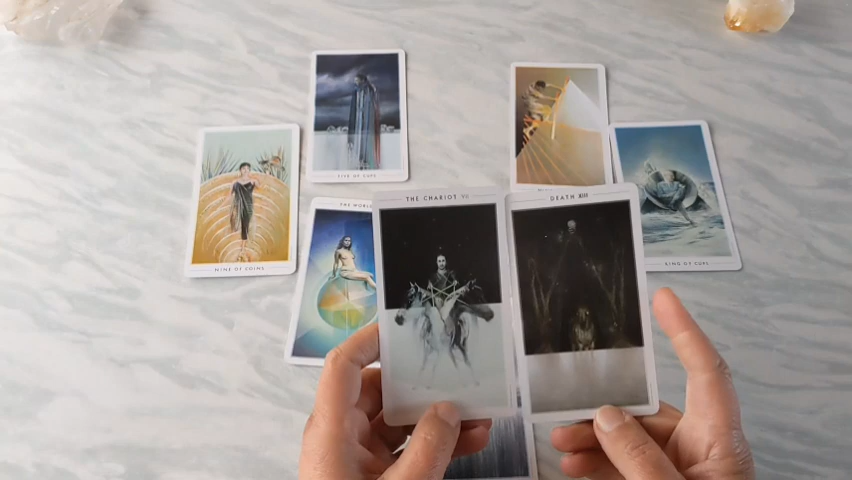 FIVE OF CUPS
NINE OF COINS
THE WORLD
THE CHARIOT VII
DEATH XIII
KING OF CUPS